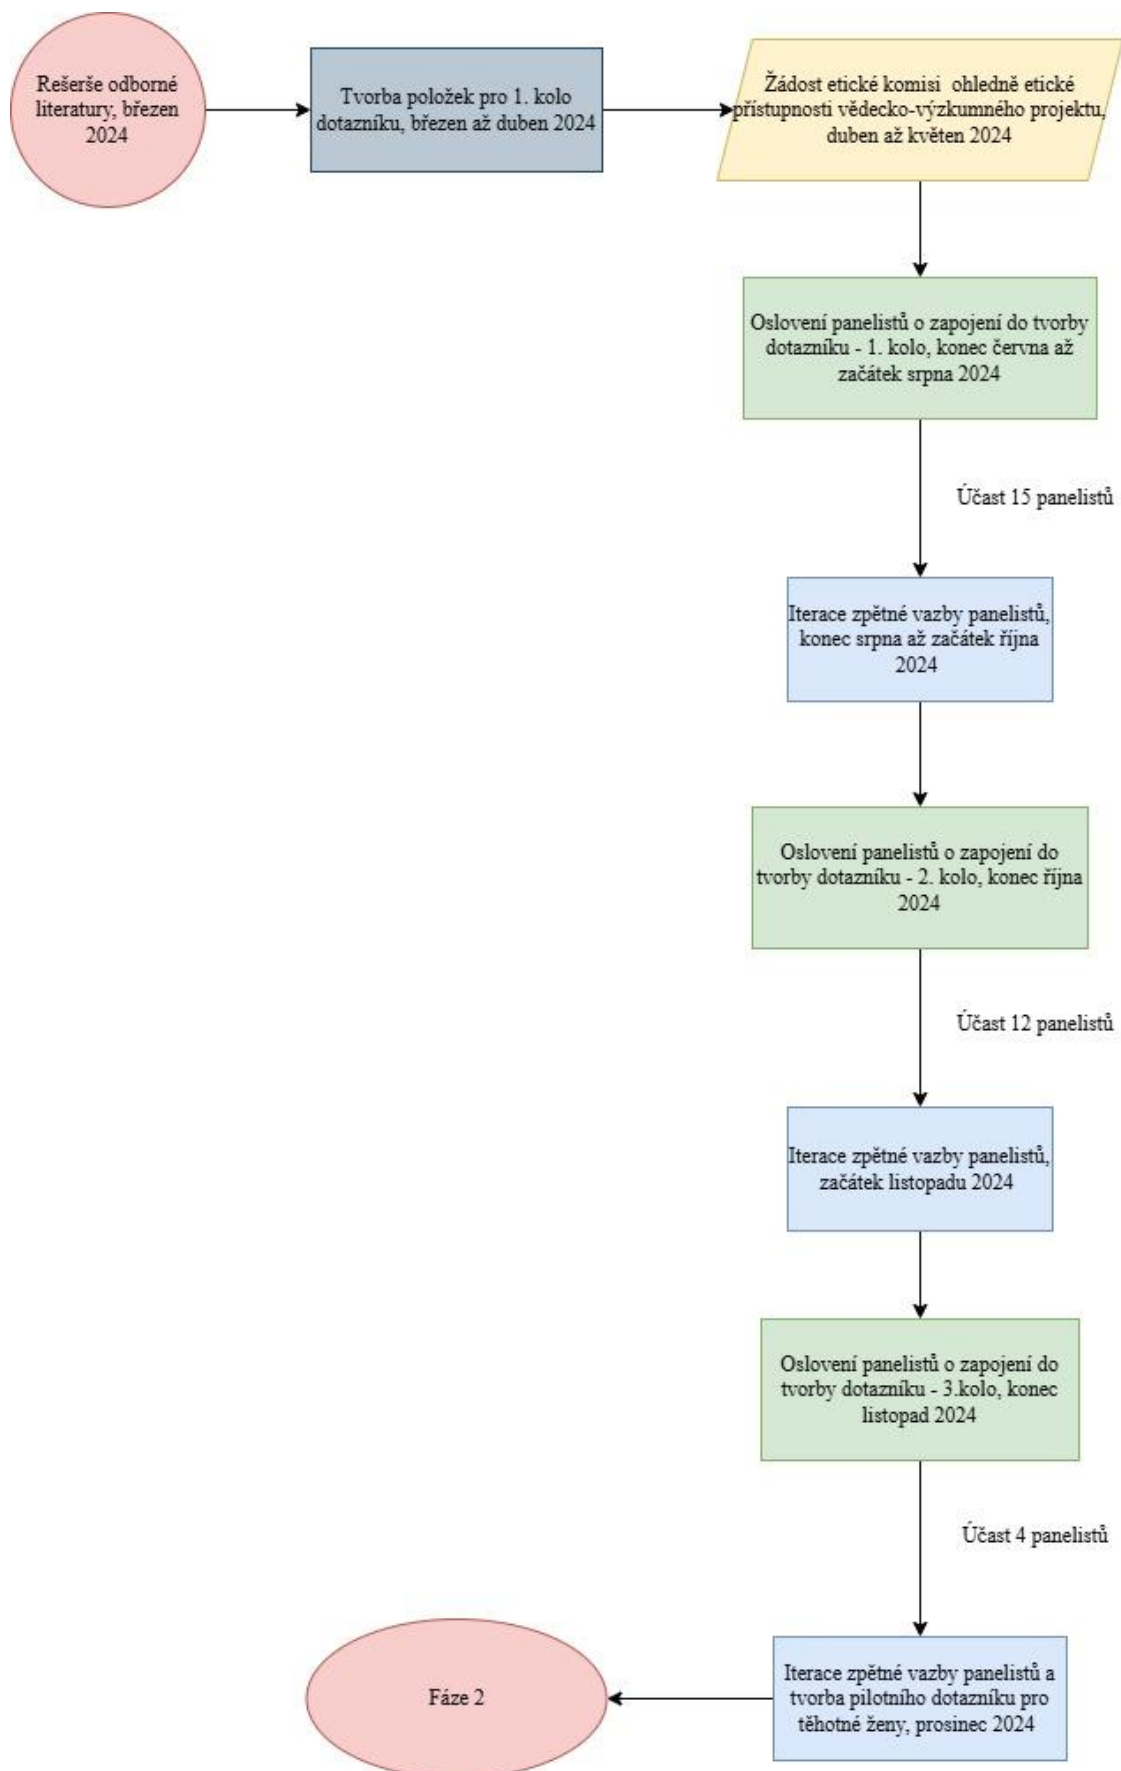 Rešerše odborné
literatury, březen
2024
Tvorba položek pro 1. kolo
dotazníku, březen až duben 2024
Žádost etické komisi  ohledně etické
přístupnosti vědecko-výzkumného projektu,
duben až květen 2024
Oslovení panelistů o zapojení do tvorby
dotazníku - 1. kolo, konec června až
začátek srpna 2024
Účast 15 panelistů
Iterace zpětné vazby panelistů,
konec srpna až začátek října
2024
Oslovení panelistů o zapojení do
tvorby dotazníku - 2. kolo, konec října
2024
Účast 12 panelistů
Iterace zpětné vazby panelistů,
začátek listopadu 2024
Oslovení panelistů o zapojení do
tvorby dotazníku - 3.kolo, konec
listopad 2024
Účast 4 panelistů
Iterace zpětné vazby panelistů a
tvorba pilotního dotazníku pro
těhotné ženy, prosinec 2024
Fáze 2